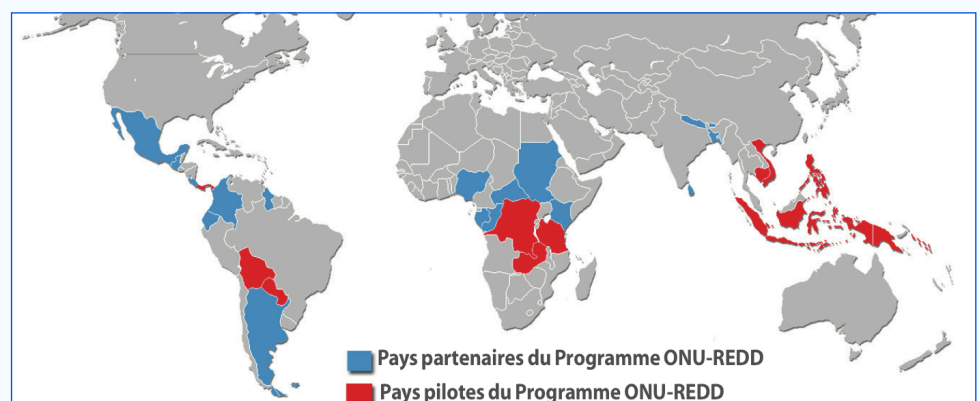 Pays partenaires du Programme ONU-REDD
Pays pilotes du Programme ONU-REDD